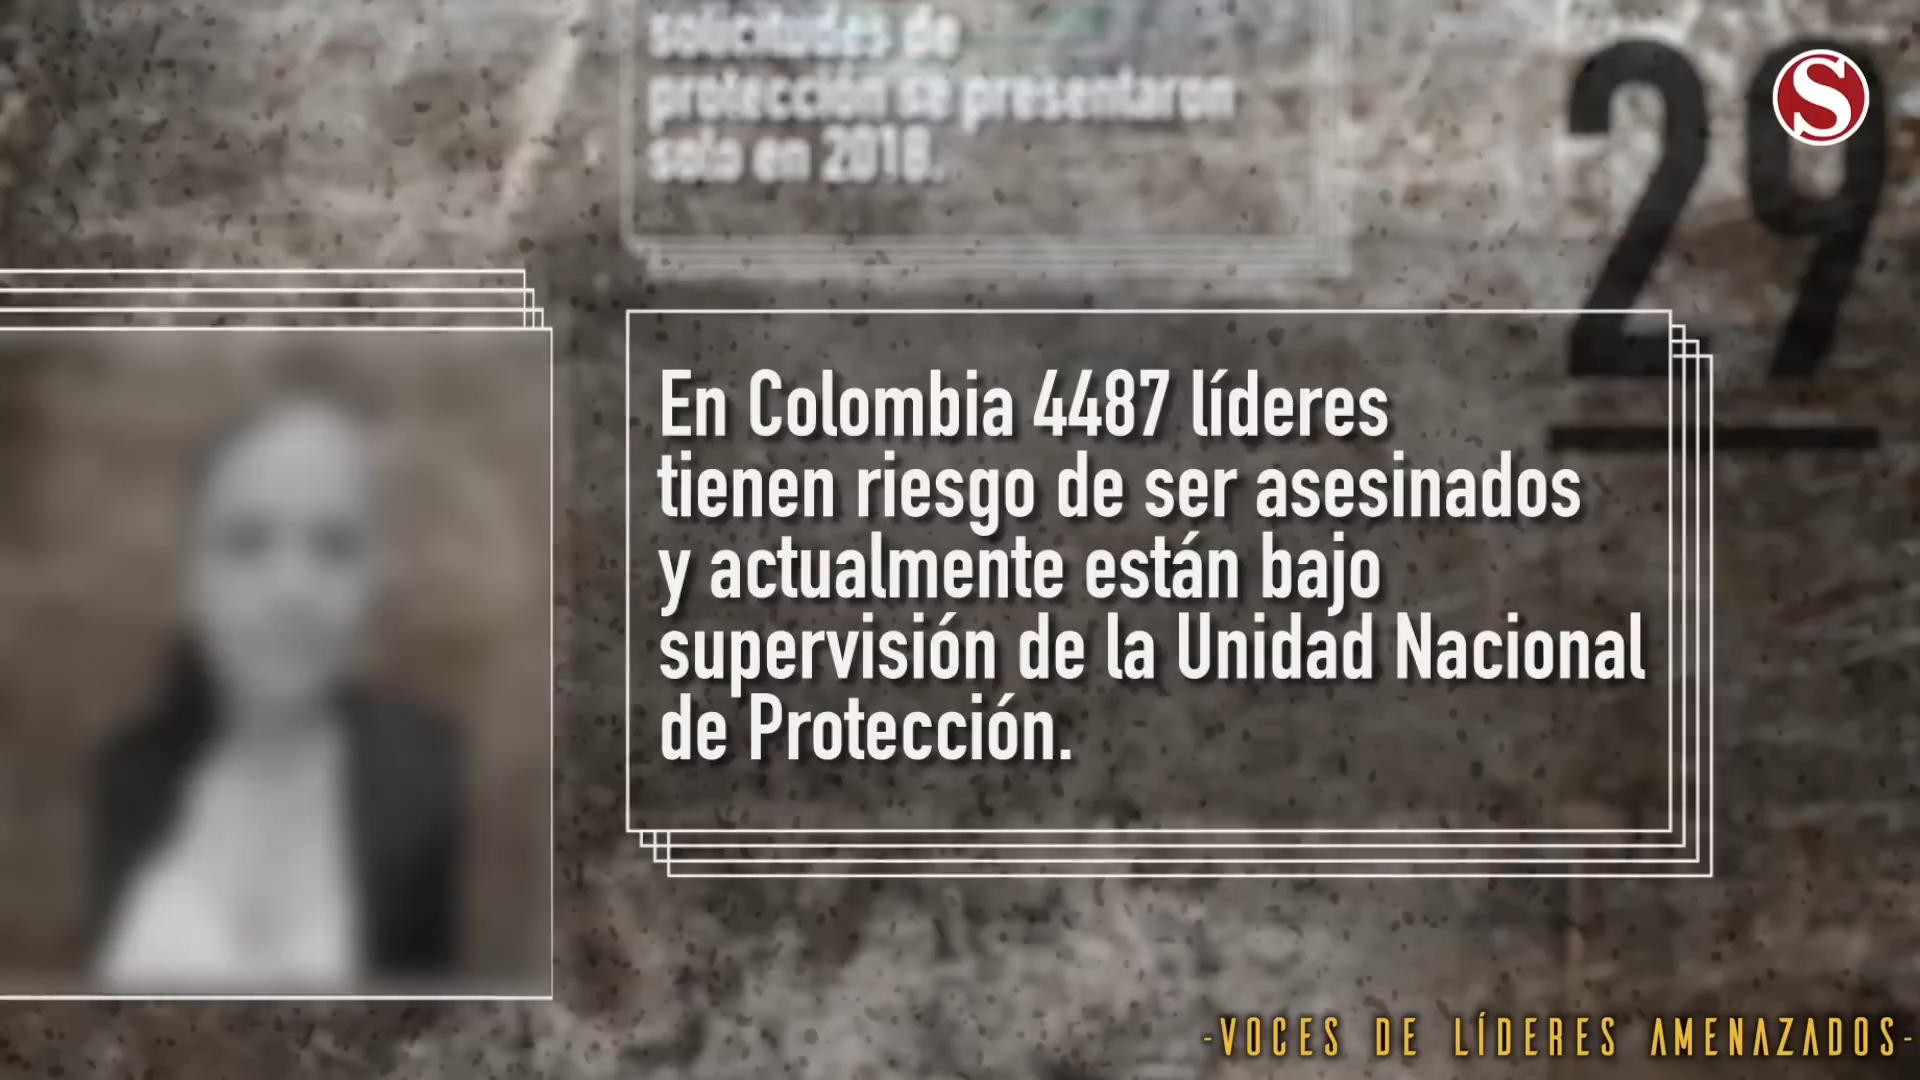 solicitudes de
protección se presentaron
solo en 2018.
29
S
En Colombia 4487 líderes
tienen riesgo de ser asesinados
y actualmente están bajo
supervisión de la Unidad Nacional
de Protección.
-VOCES DE LÍDERES AMENAZADOS-